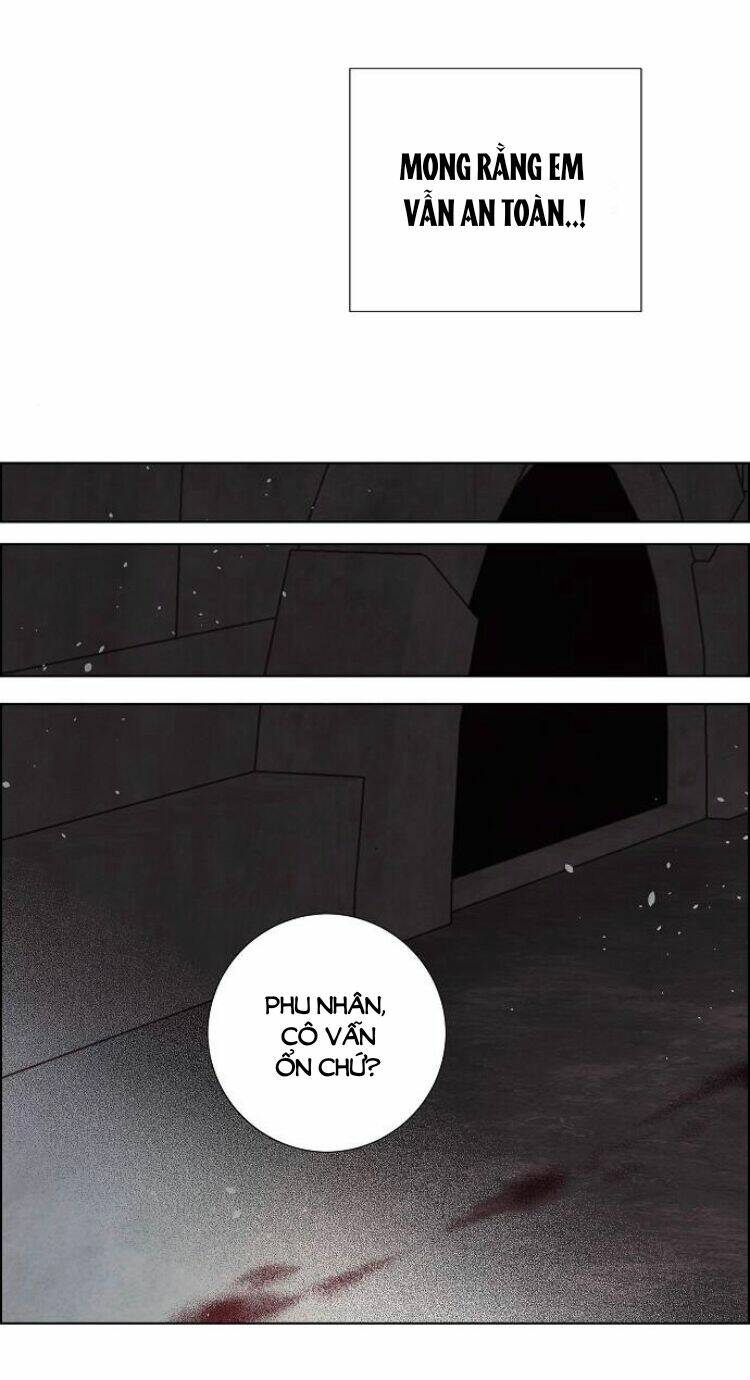 MONG RẰNG EM
VẪN AN TOÀN..!
PHU NHÂN,
CÔ VẪN
ỔN CHỨ?